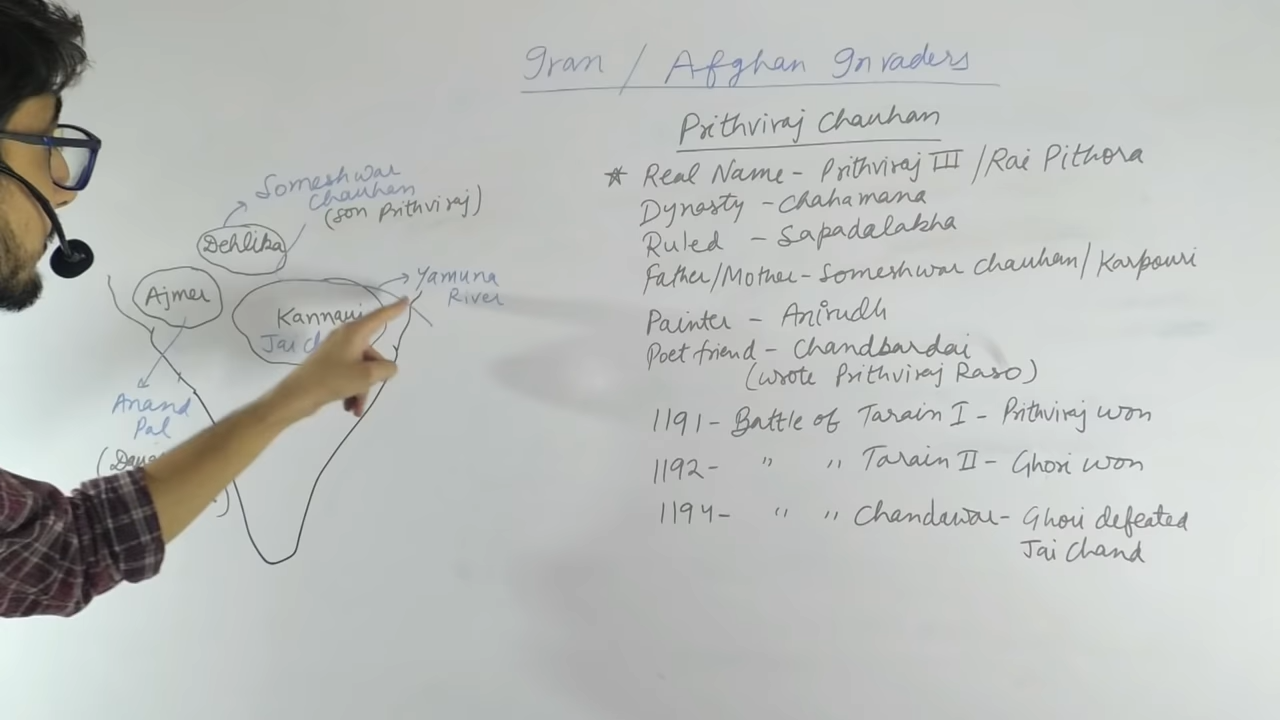 Iran / Afghan Invaders
Prithviraj Chauhan
* Real Name - Prithviraj III / Rai Pithora
Dynasty - Chahamana
Ruled - Sapadalaksha
Father/Mother - Someshwar Chauhan / Karpouri
Painter - Anirudh
Poet friend - Chandbardai
(wrote Prithviraj Raso)
1191 - Battle of Tarain I - Prithviraj won
1192 - " " Tarain II - Ghori won
1194 - " " Chandawar - Ghori defeated
Jai Chand
Someshwar
Chauhan
(son Prithviraj)
Dehlika
Ajmer
Yamuna
River
Kannauj
Jai
Anand
Pal